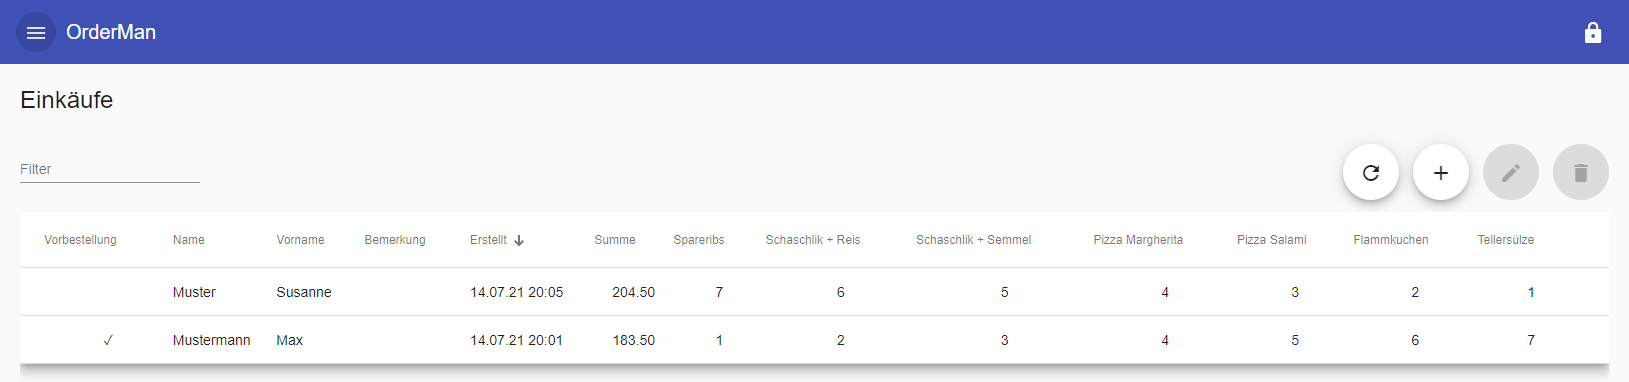 OrderMan
Einkäufe
Filter
Vorbestellung Name Vorname Bemerkung Erstellt Summe Spareribs Schaschlik + Reis Schaschlik + Semmel Pizza Margherita Pizza Salami Flammkuchen Tellersülze
Muster Susanne 14.07.21 20:05 204.50 7 6 5 4 3 2 1
✓ Mustermann Max 14.07.21 20:01 183.50 1 2 3 4 5 6 7